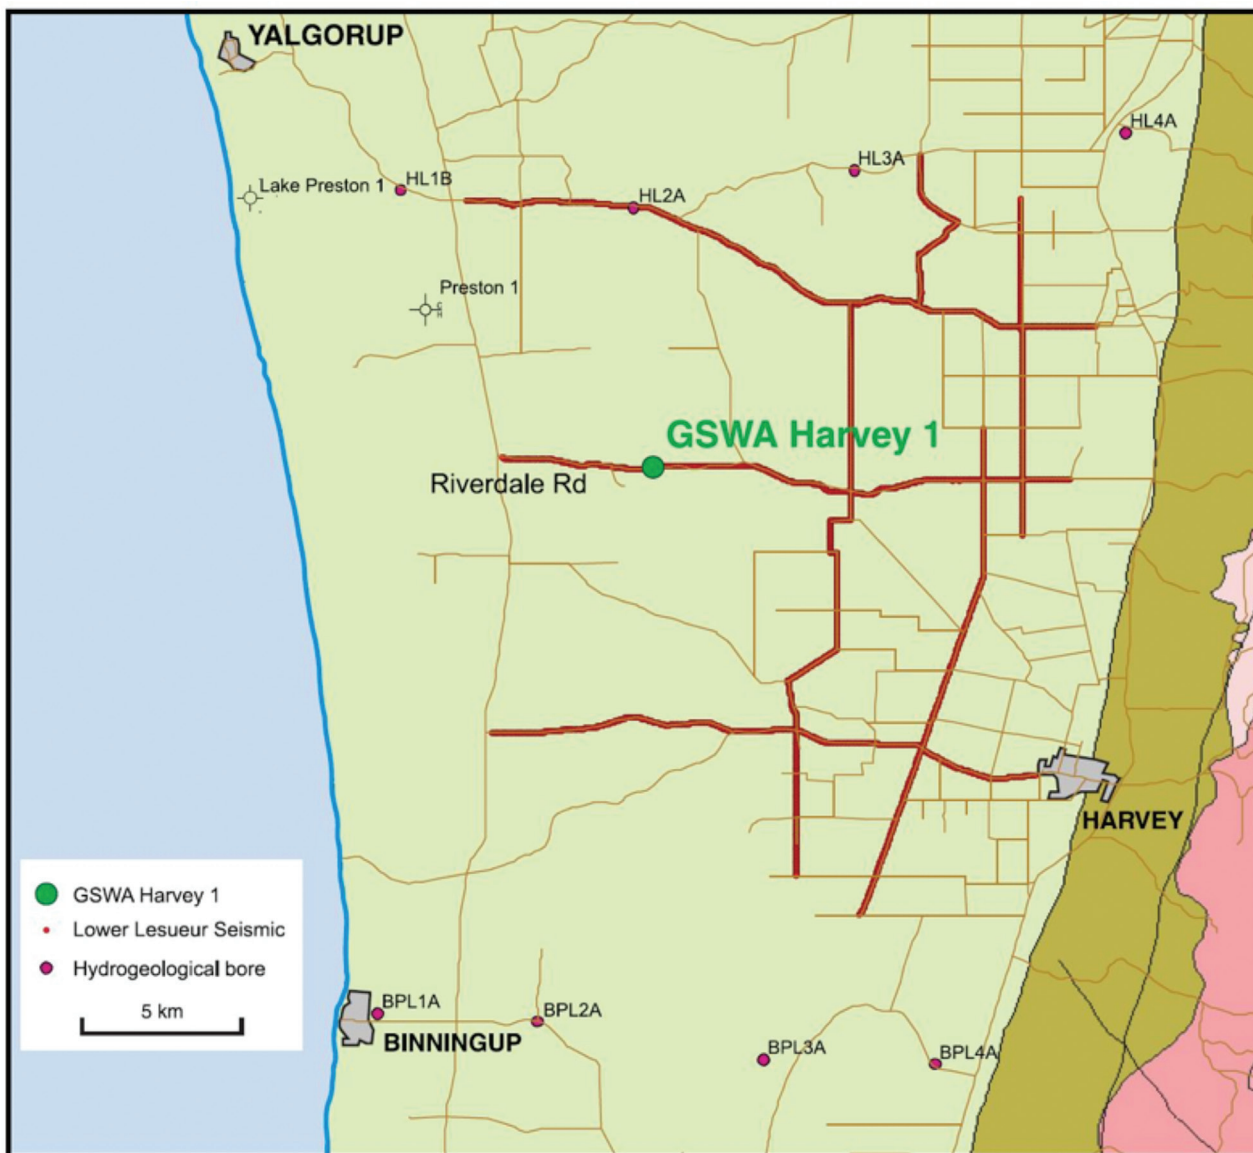 YALGORUP
HL4A
HL3A
Lake Preston 1
HL1B
HL2A
Preston 1
GSWA Harvey 1
Riverdale Rd
HARVEY
GSWA Harvey 1
Lower Lesueur Seismic
Hydrogeological bore
5 km
BPL1A
BPL2A
BINNINGUP
BPL3A
BPL4A